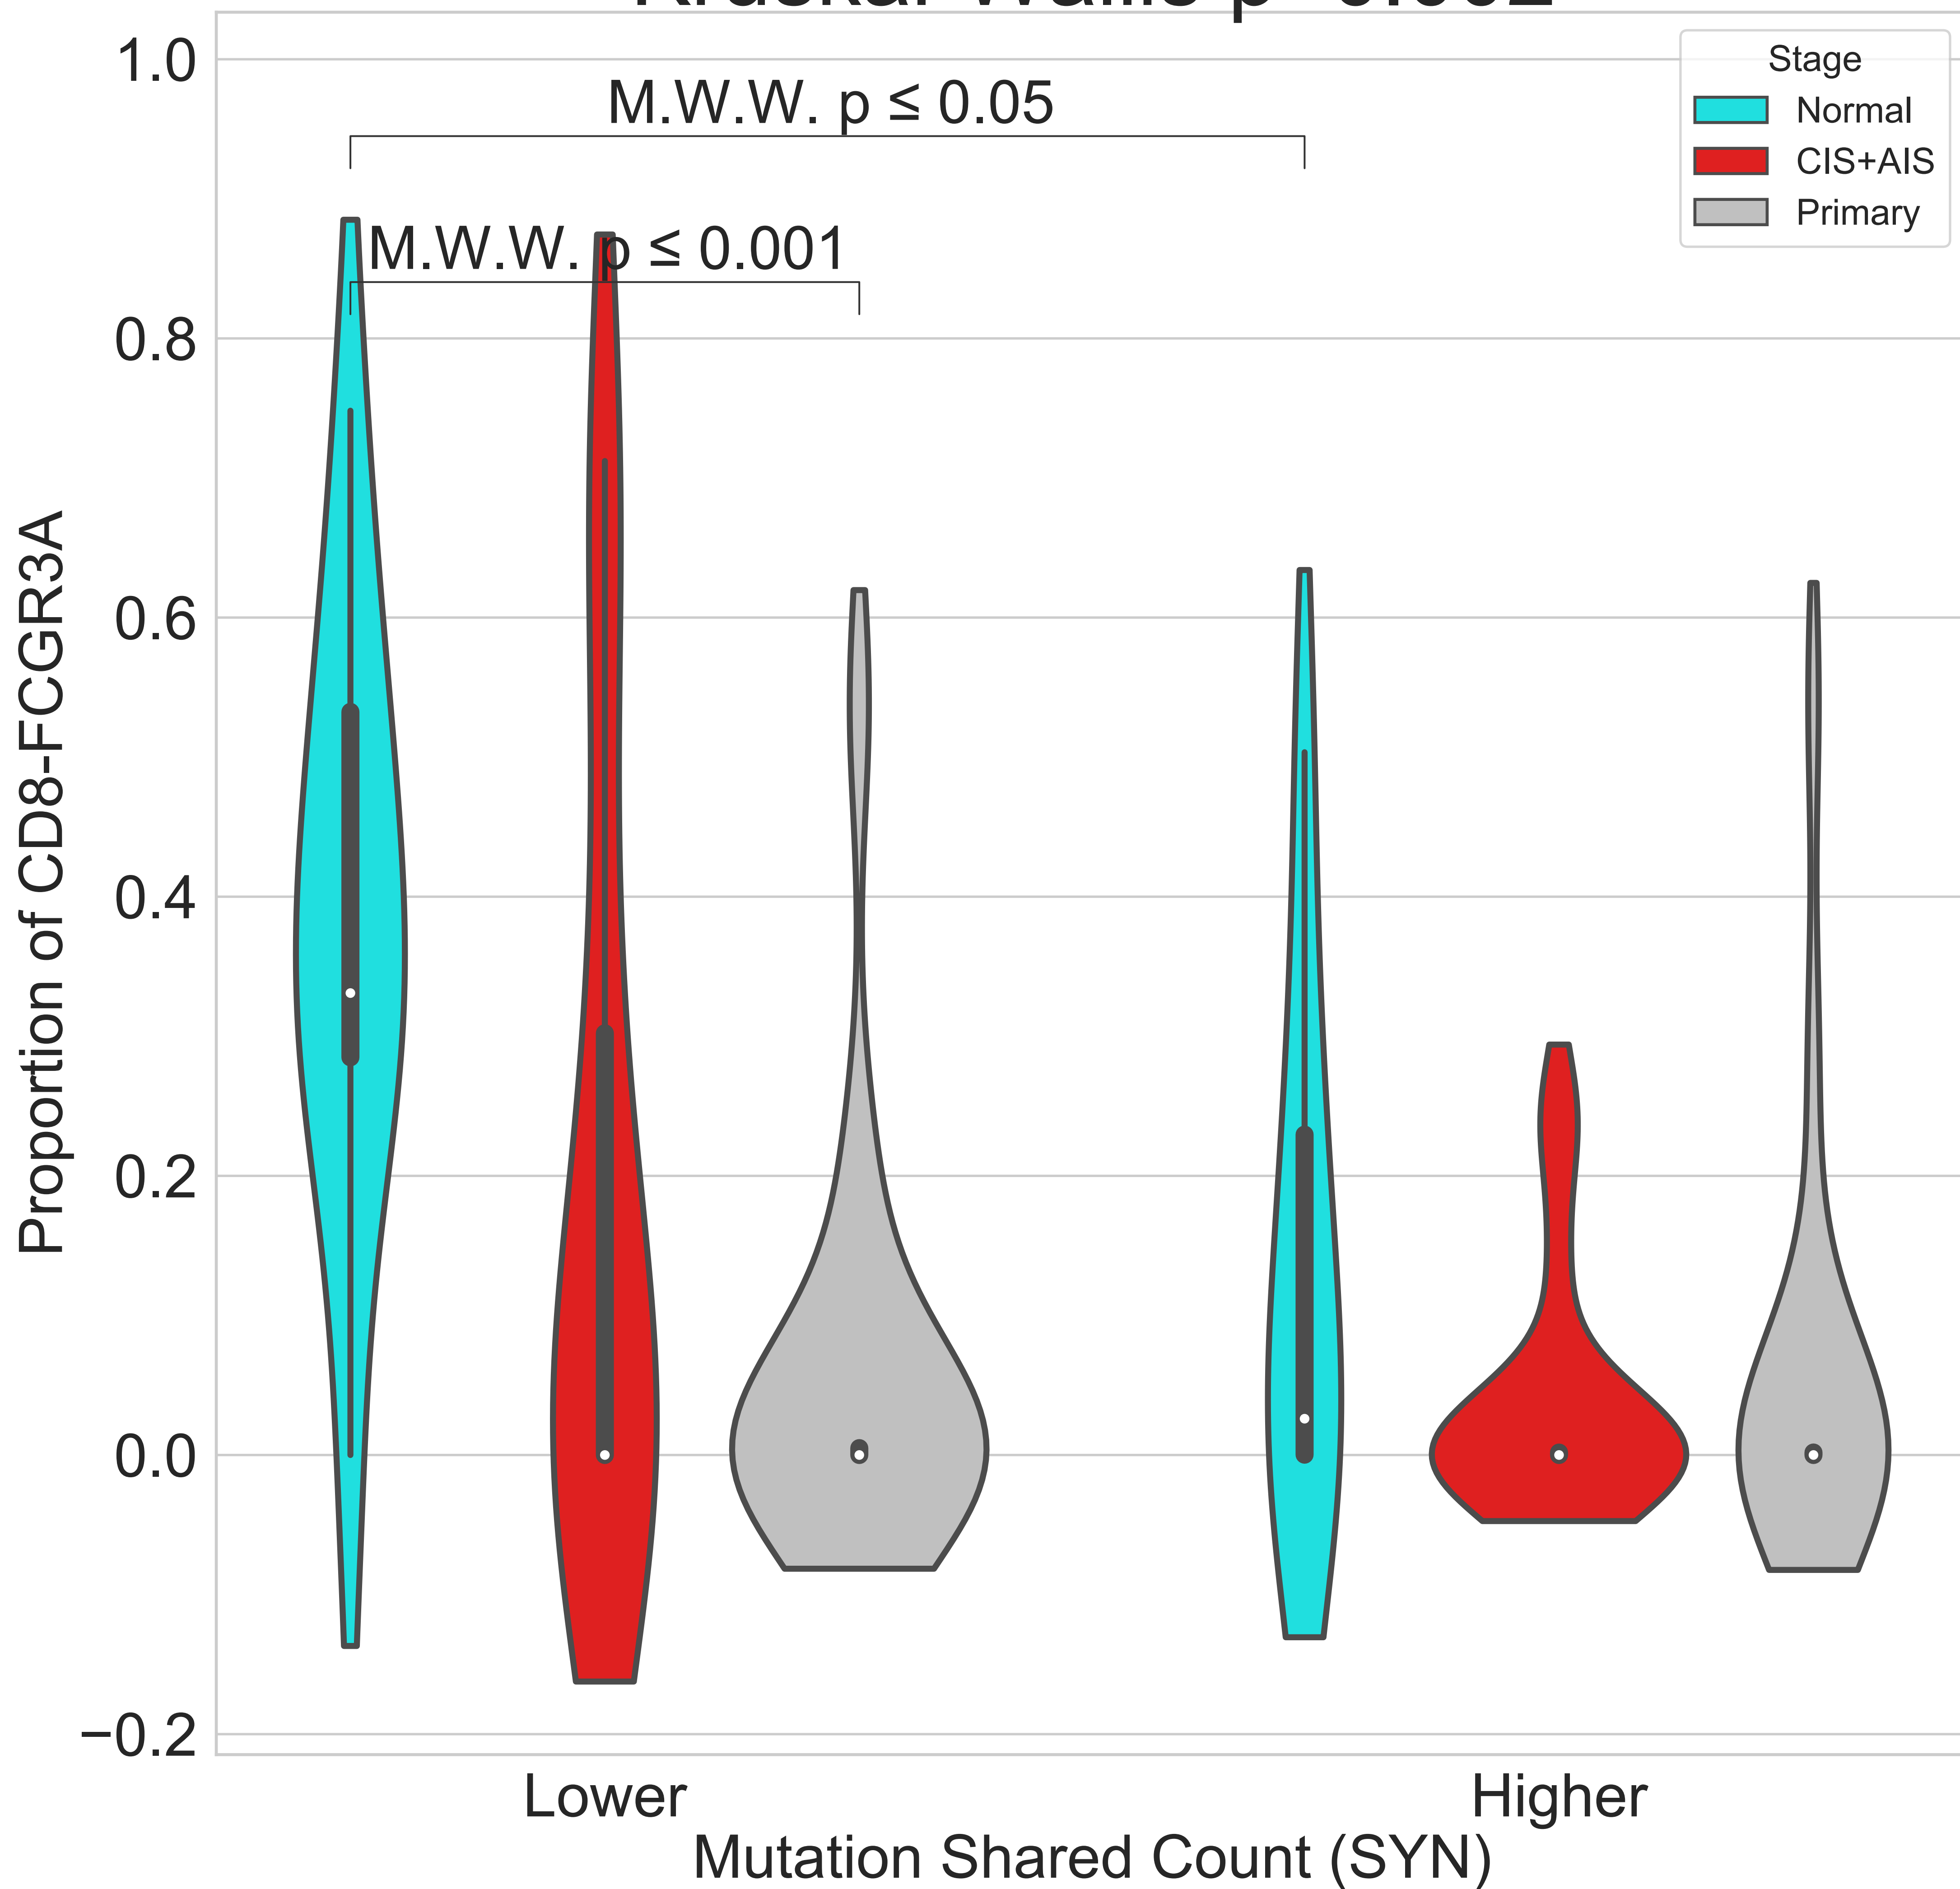 1.0
0.8
0.6
0.4
0.2
0.0
−0.2
Proportion of CD8-FCGR3A
M.W.W. p ≤ 0.05
M.W.W. p ≤ 0.001
Stage
Normal
CIS+AIS
Primary
Lower
Higher
Mutation Shared Count (SYN)